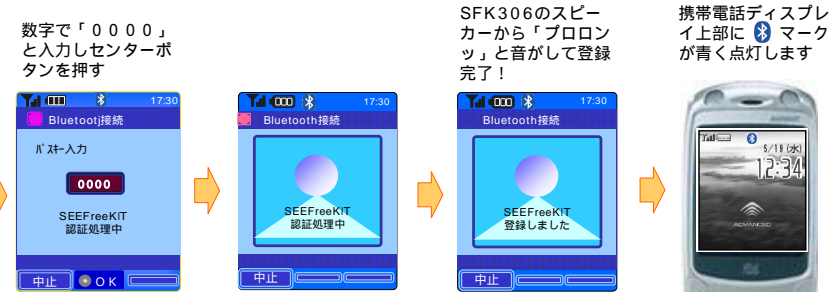 数字で「００００」
と入力しセンターボ
タンを押す
17:30
Bluetootj接続
ﾊﾟｽｷｰ入力
0000
SEEFreeKIT
認証処理中
中止
OK
17:30
Bluetooth接続
SEEFreeKIT
認証処理中
中止
SFK306のスピー
カーから「プロロン
ッ」と音がして登録
完了！
17:30
Bluetooth接続
SEEFreeKIT
登録しました
中止
携帯電話ディスプレ
イ上部に マーク
が青く点灯します
5/19 (水)
12:34
ADVANCED